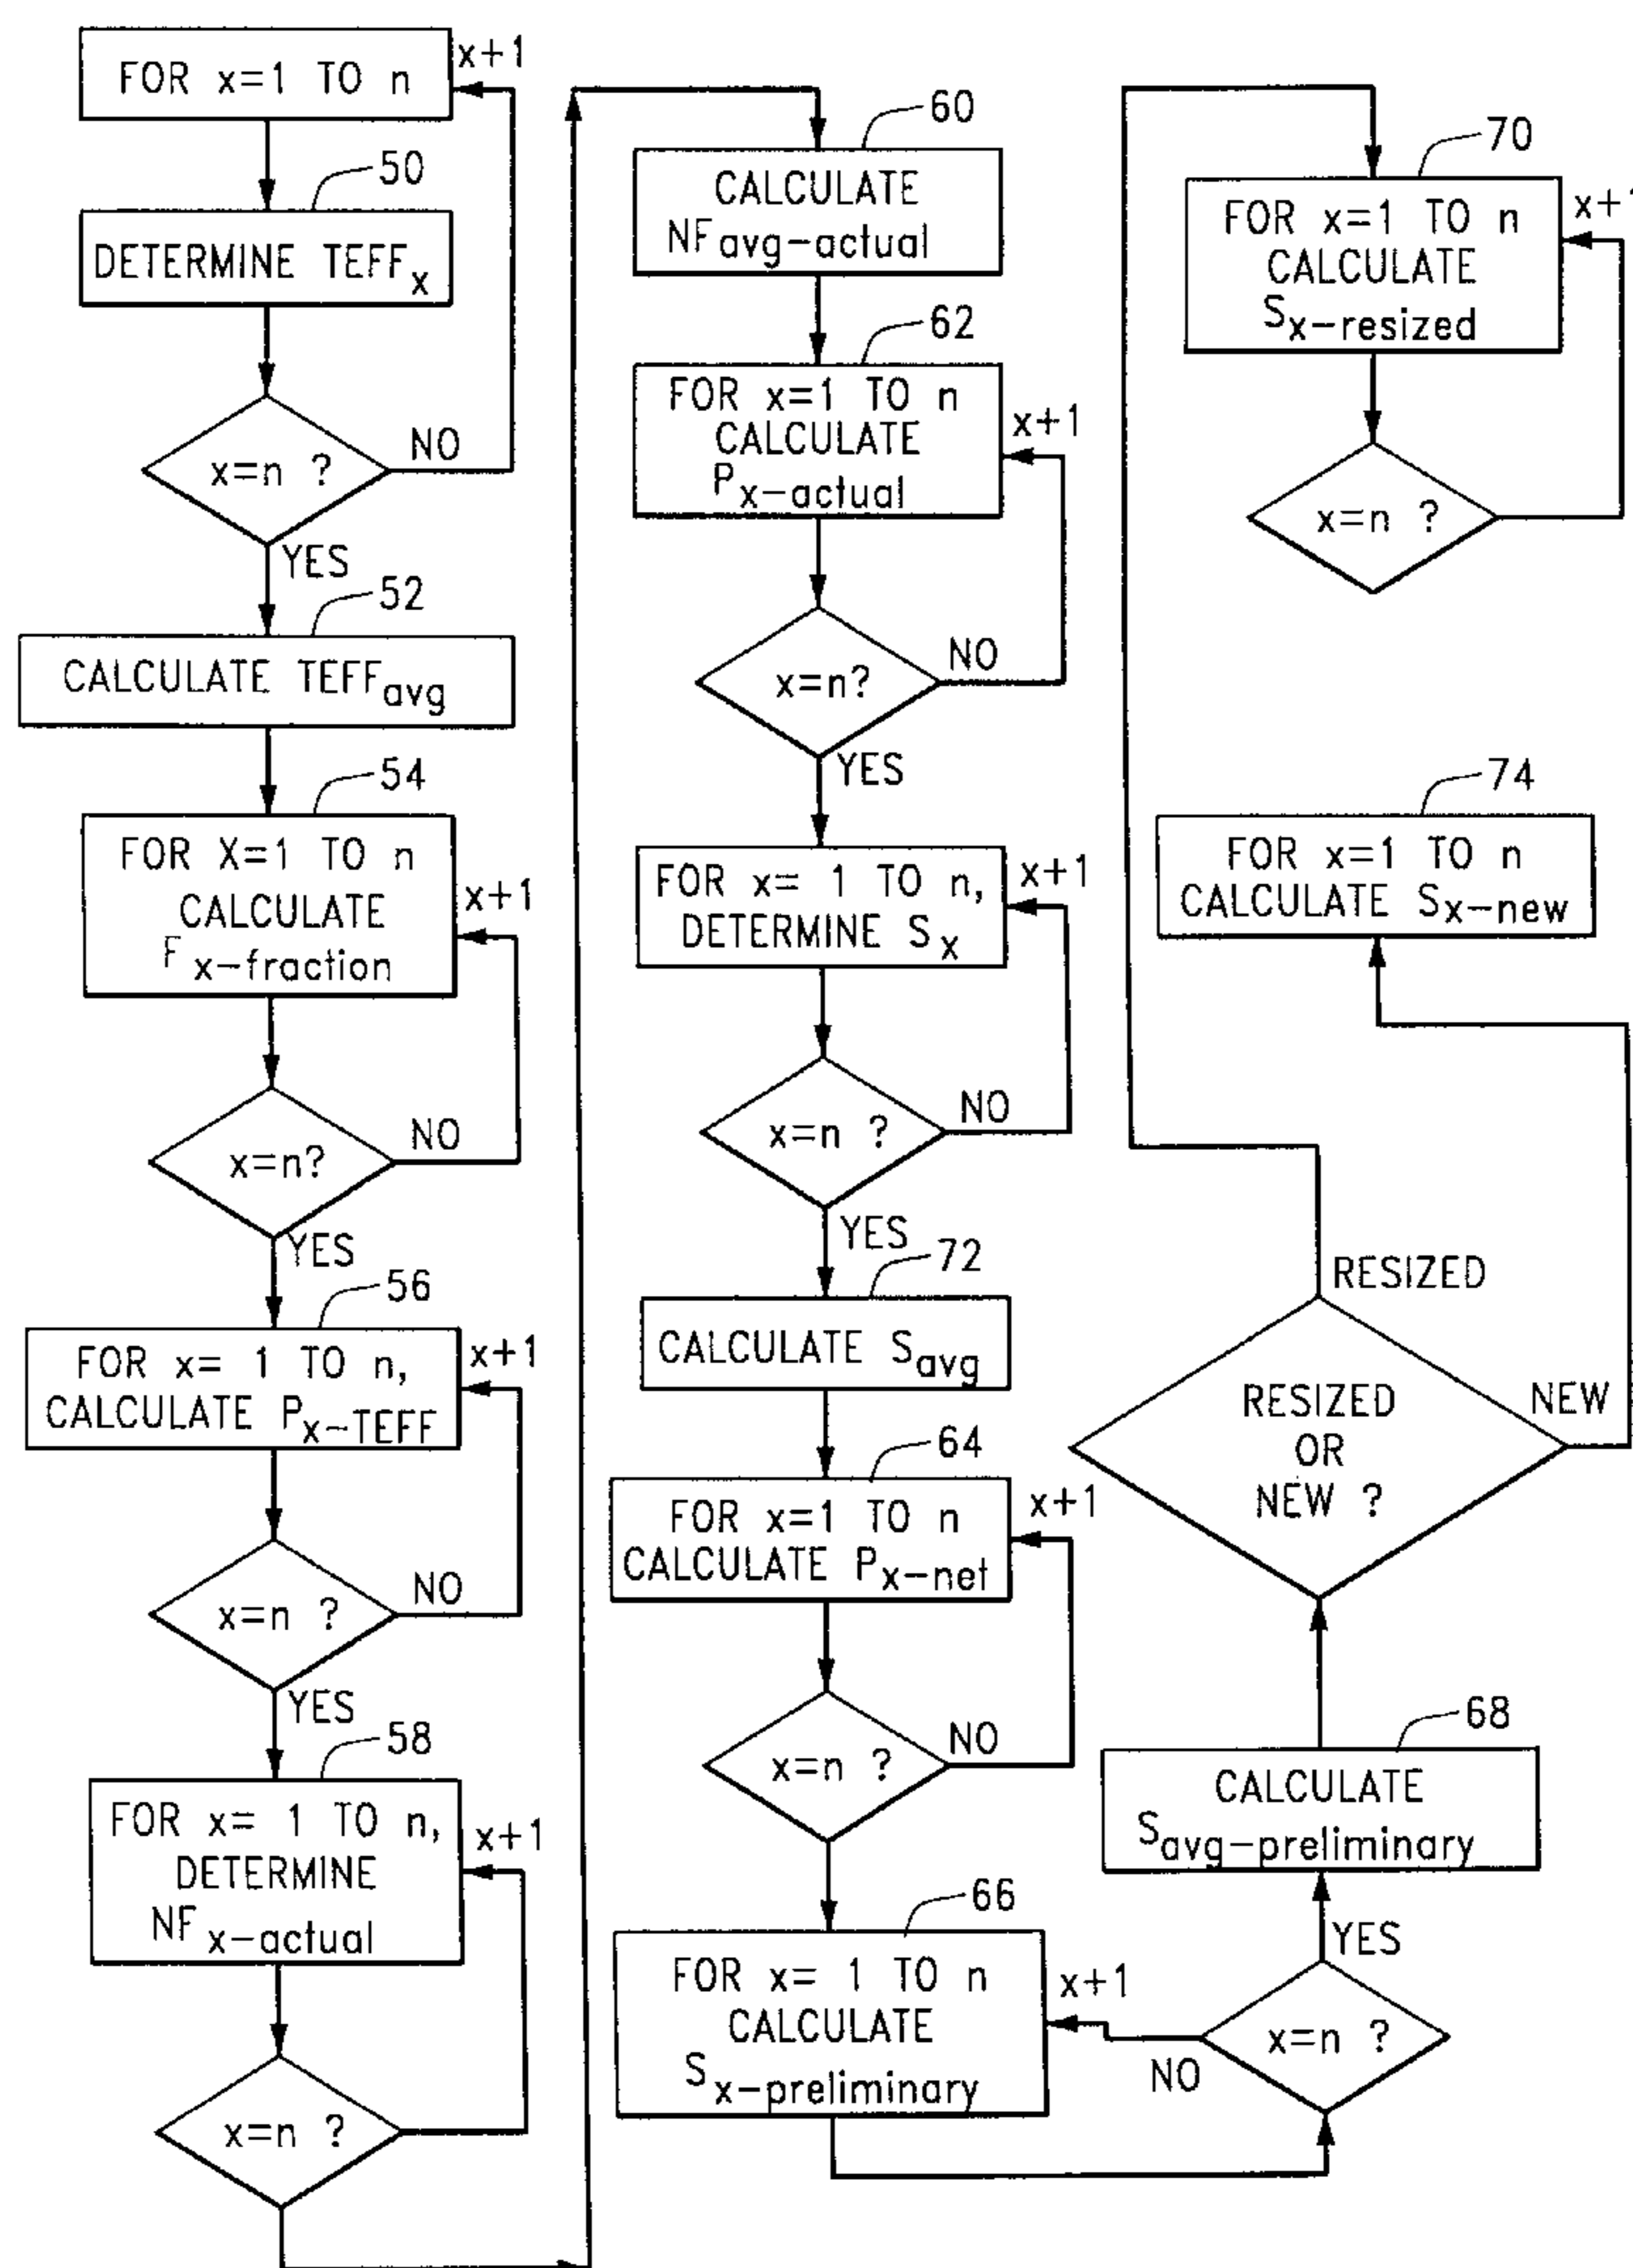 FOR x=1 TO n
x+1
50
DETERMINE TEFFx
x=n ?
NO
YES
52
CALCULATE TEFFavg
54
FOR X=1 TO n
CALCULATE
Fx-fraction
x+1
x=n?
NO
YES
56
FOR x= 1 TO n,
CALCULATE Px-TEFF
x+1
x=n ?
NO
YES
58
FOR x= 1 TO n,
DETERMINE
NFx-actual
x+1
x=n ?
60
CALCULATE
NFavg-actual
62
FOR x=1 TO n
CALCULATE
Px-actual
x+1
x=n?
NO
YES
FOR x= 1 TO n,
DETERMINE Sx
x+1
x=n ?
NO
YES
72
CALCULATE Savg
64
FOR x=1 TO n
CALCULATE Px-net
x+1
x=n ?
NO
66
FOR x= 1 TO n
CALCULATE
Sx-preliminary
x+1
x=n ?
NO
YES
68
CALCULATE
Savg-preliminary
RESIZED
OR
NEW ?
RESIZED
NEW
70
FOR x=1 TO n
CALCULATE
Sx-resized
x+1
x=n ?
74
FOR x=1 TO n
CALCULATE Sx-new